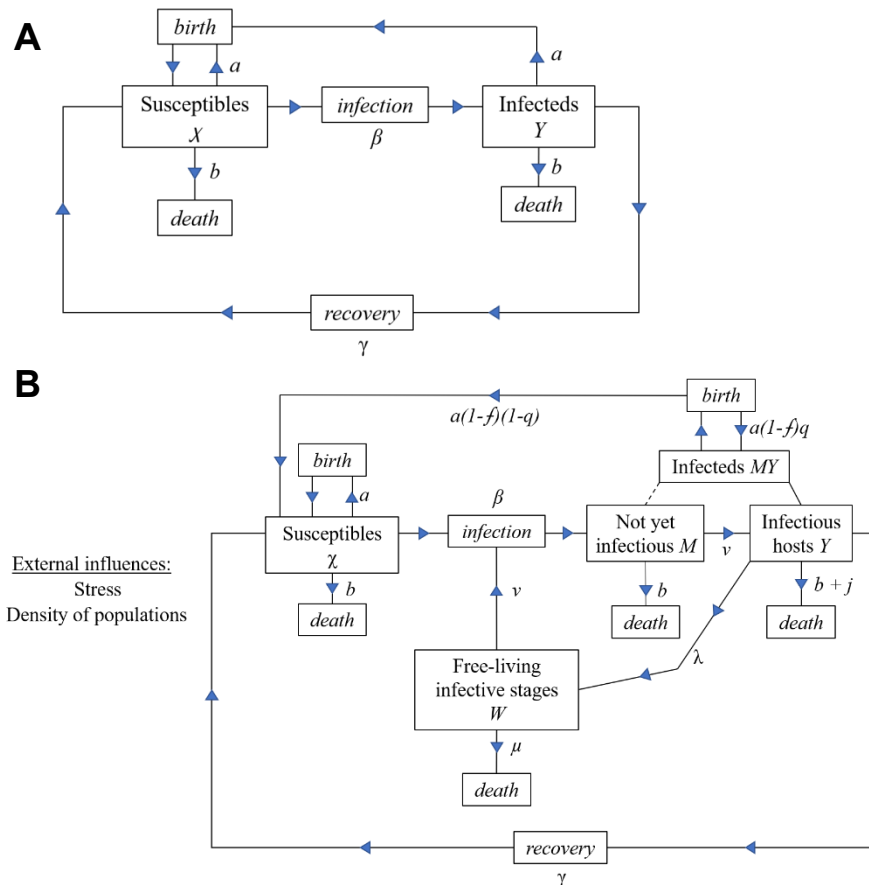 A
birth
a
a
Susceptibles
X
infection
β
Infecteds
Y
b
b
death
death
recovery
γ
B
birth
a(1-f)(1-q)
a(1-f)q
birth
Infecteds MY
a
β
Susceptibles
χ
infection
Not yet
infectious M
v
Infectious
hosts Y
External influences:
Stress
Density of populations
b
v
b
b + j
death
death
death
Free-living
infective stages
W
λ
μ
death
recovery
γ